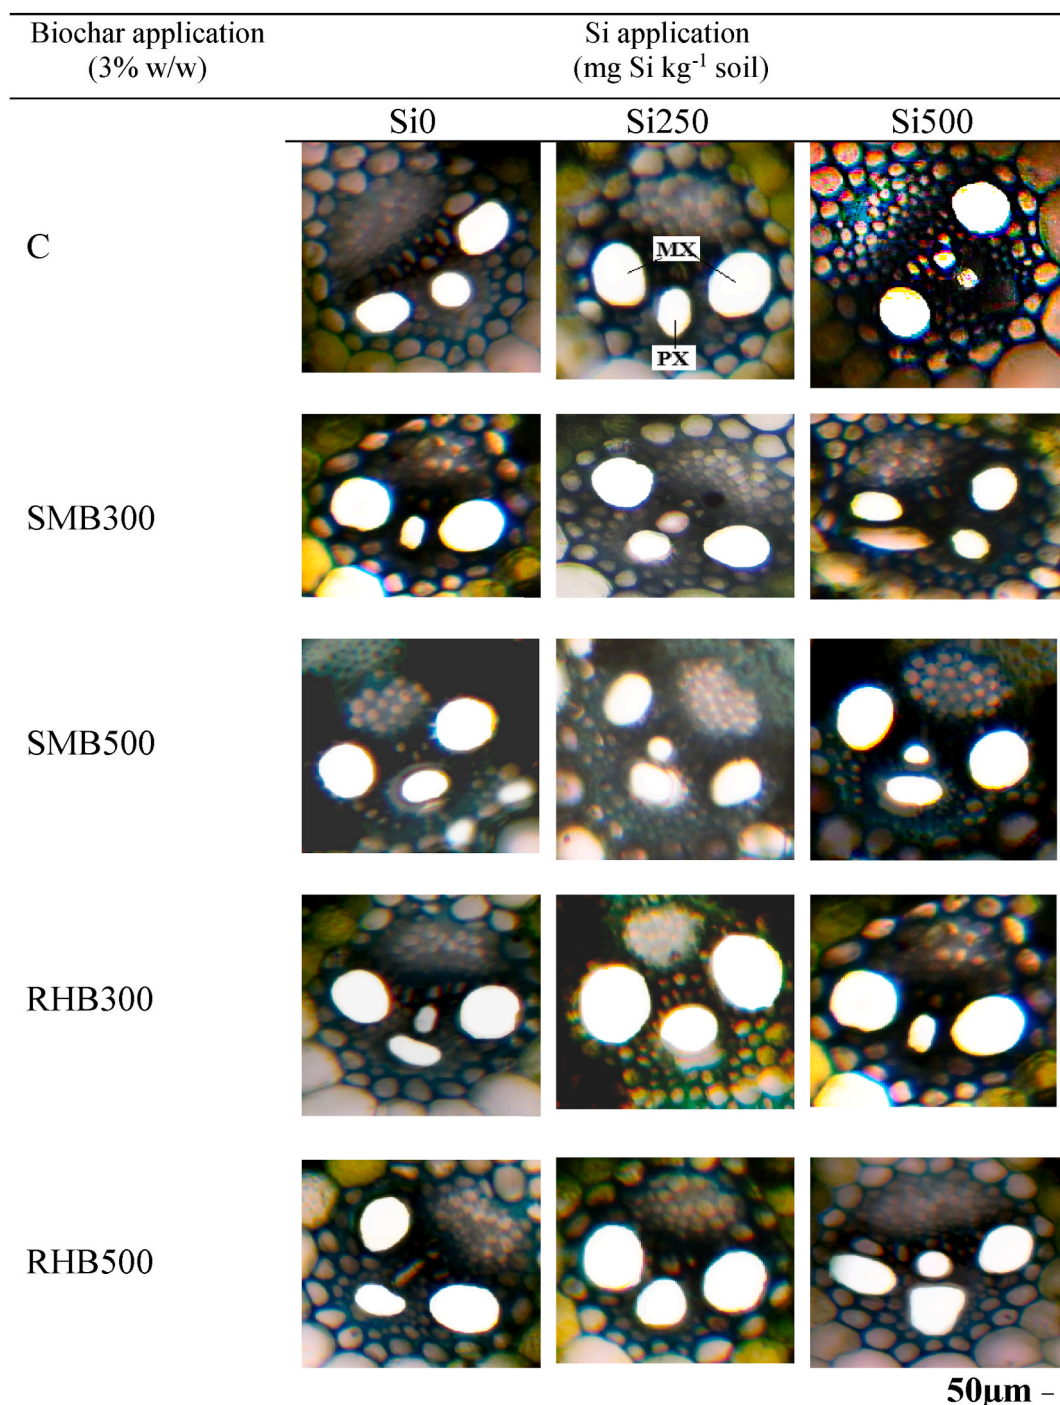 Biochar application
(3% w/w)
Si application
(mg Si kg⁻¹ soil)
Si0 Si250 Si500
C
MX
PX
SMB300
SMB500
RHB300
RHB500
50μm